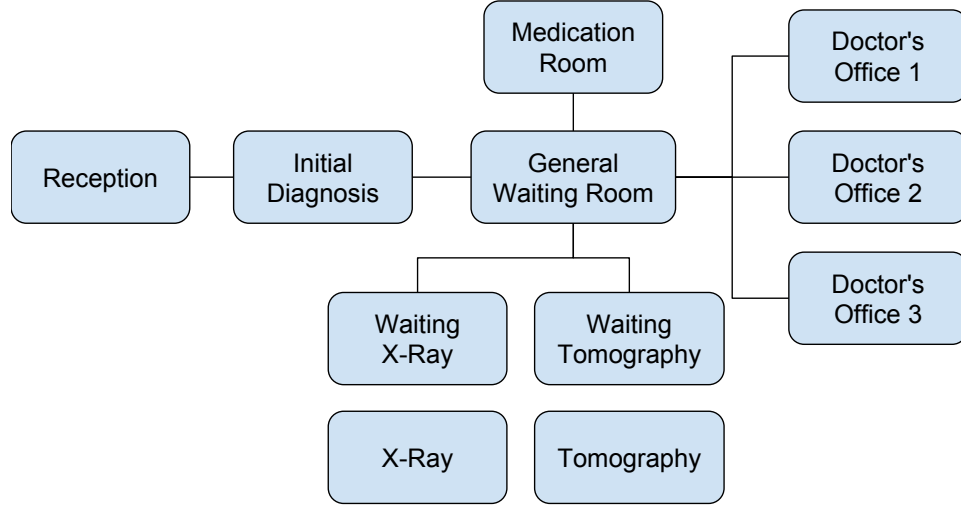 Medication
Room
Doctor's
Office 1
Reception
Initial
Diagnosis
General
Waiting Room
Doctor's
Office 2
Doctor's
Office 3
Waiting
X-Ray
Waiting
Tomography
X-Ray
Tomography